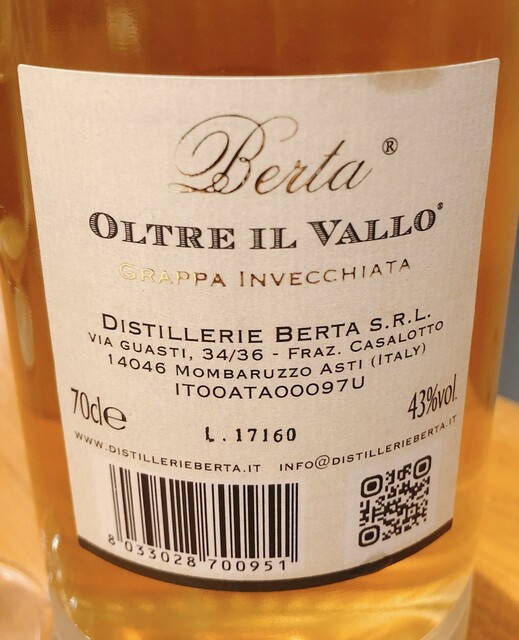 Berta®
OLTRE IL VALLO®
GRAPPA INVECCHIATA
DISTILLERIE BERTA S.R.L.
VIA GUASTI, 34/36 - FRAZ. CASALOTTO
14046 MOMBARUZZO ASTI (ITALY)
IT00ATA00097U
70cle 43%vol.
L. 17160
WWW.DISTILLERIEBERTA.IT INFO@DISTILLERIEBERTA.IT
8 033028 700951